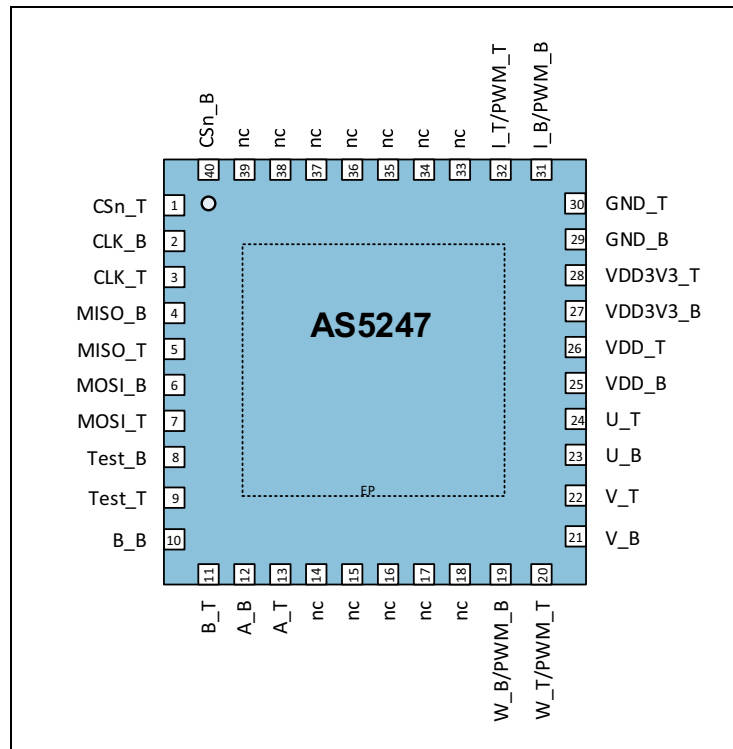 CSn_B
nc
nc
nc
nc
nc
nc
nc
I_T/PWM_T
I_B/PWM_B
40
39
38
37
36
35
34
33
32
31
CSn_T 1
CLK_B 2
CLK_T 3
MISO_B 4
MISO_T 5
MOSI_B 6
MOSI_T 7
Test_B 8
Test_T 9
B_B 10
AS5247
EP
30 GND_T
29 GND_B
28 VDD3V3_T
27 VDD3V3_B
26 VDD_T
25 VDD_B
24 U_T
23 U_B
22 V_T
21 V_B
11
12
13
14
15
16
17
18
19
20
B_T
A_B
A_T
nc
nc
nc
nc
nc
W_B/PWM_B
W_T/PWM_T